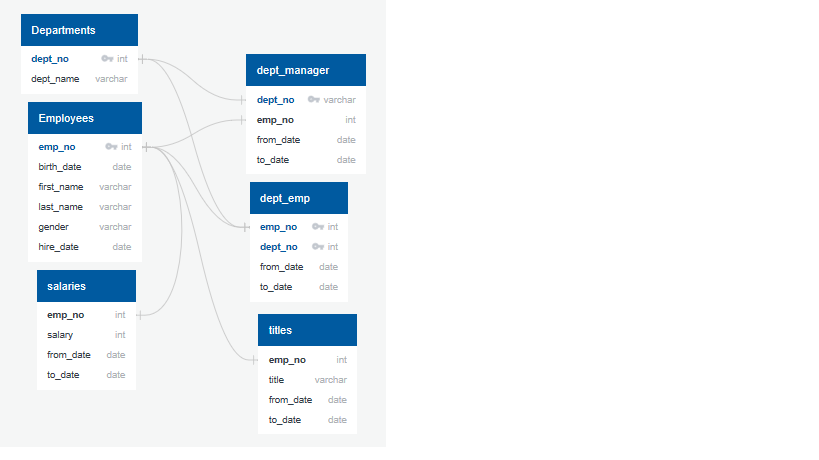 Departments
dept_no int
dept_name varchar
Employees
emp_no int
birth_date date
first_name varchar
last_name varchar
gender varchar
hire_date date
salaries
emp_no int
salary int
from_date date
to_date date
dept_manager
dept_no varchar
emp_no int
from_date date
to_date date
dept_emp
emp_no int
dept_no int
from_date date
to_date date
titles
emp_no int
title varchar
from_date date
to_date date